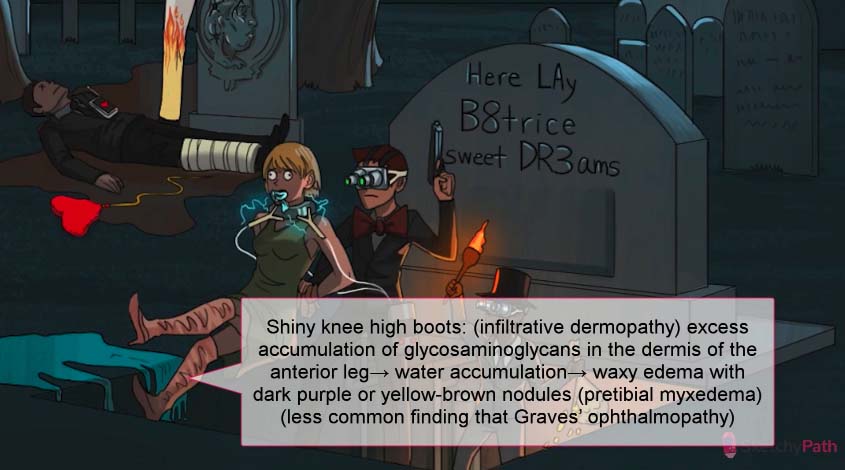 Here LAy
B8trice
sweet DR3ams
Shiny knee high boots: (infiltrative dermopathy) excess
accumulation of glycosaminoglycans in the dermis of the
anterior leg→ water accumulation→ waxy edema with
dark purple or yellow-brown nodules (pretibial myxedema)
(less common finding that Graves' ophthalmopathy)
SketchyPath